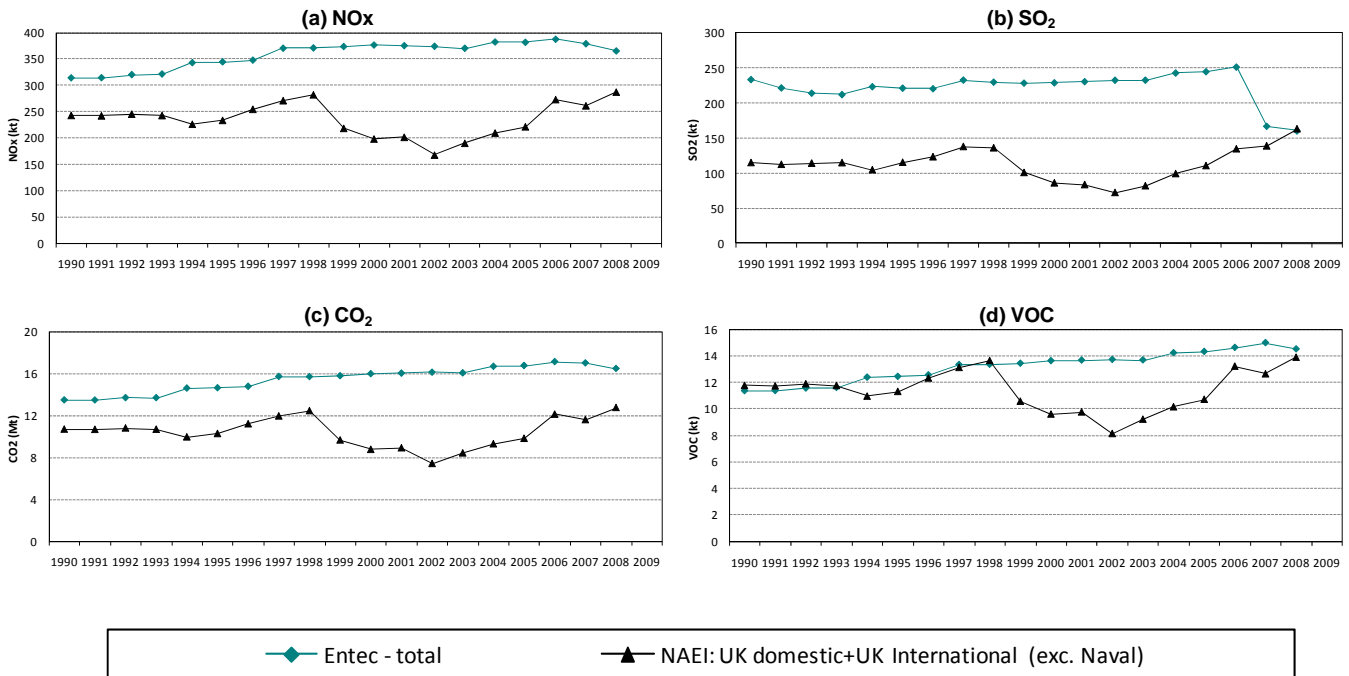 (a) NOx
400
350
300
250
200
150
100
50
0
NOx (kt)
1990 1991 1992 1993 1994 1995 1996 1997 1998 1999 2000 2001 2002 2003 2004 2005 2006 2007 2008 2009
(b) SO₂
300
250
200
150
100
50
0
SO2 (kt)
1990 1991 1992 1993 1994 1995 1996 1997 1998 1999 2000 2001 2002 2003 2004 2005 2006 2007 2008 2009
(c) CO₂
20
16
12
8
4
0
CO2 (Mt)
1990 1991 1992 1993 1994 1995 1996 1997 1998 1999 2000 2001 2002 2003 2004 2005 2006 2007 2008 2009
(d) VOC
16
14
12
10
8
6
4
2
0
VOC (kt)
1990 1991 1992 1993 1994 1995 1996 1997 1998 1999 2000 2001 2002 2003 2004 2005 2006 2007 2008 2009
Entec - total
NAEI: UK domestic+UK International (exc. Naval)